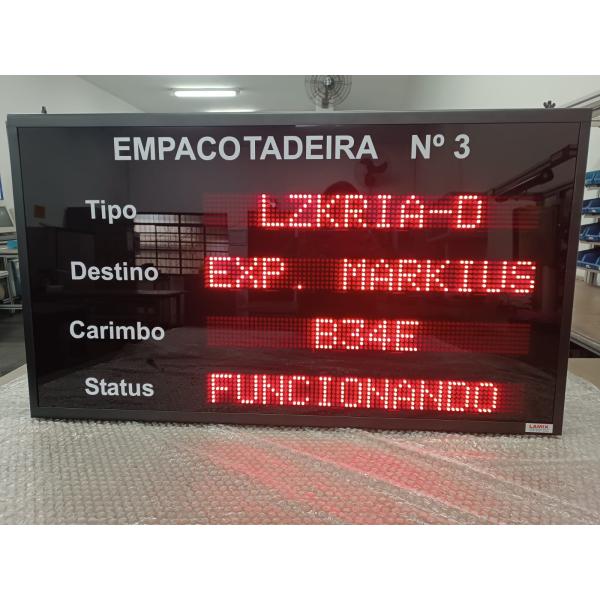 EMPACOTADEIRA Nº 3
Tipo LZKRIA-D
Destino EXP. MARKIUS
Carimbo B34E
Status FUNCIONANDO
LAMIX